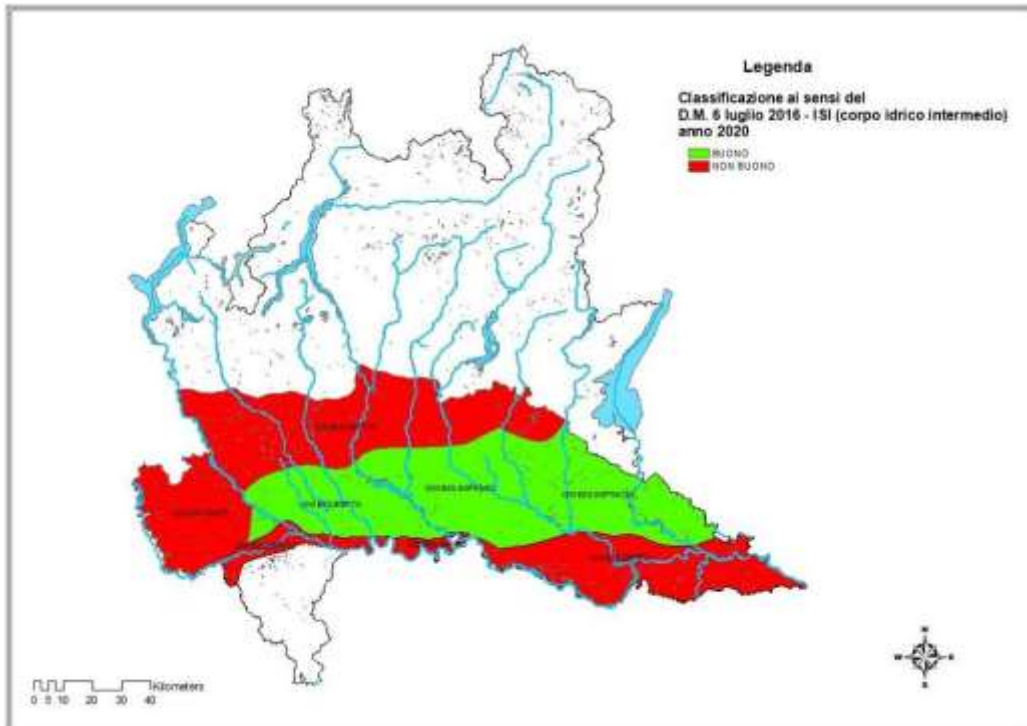 Legenda
Classificazione ai sensi del
D.M. 6 luglio 2016 - ISI (corpo idrico intermedio)
anno 2020
BUONO
NON BUONO
N
W
E
S
Kilometers
0 5 10 20 30 40